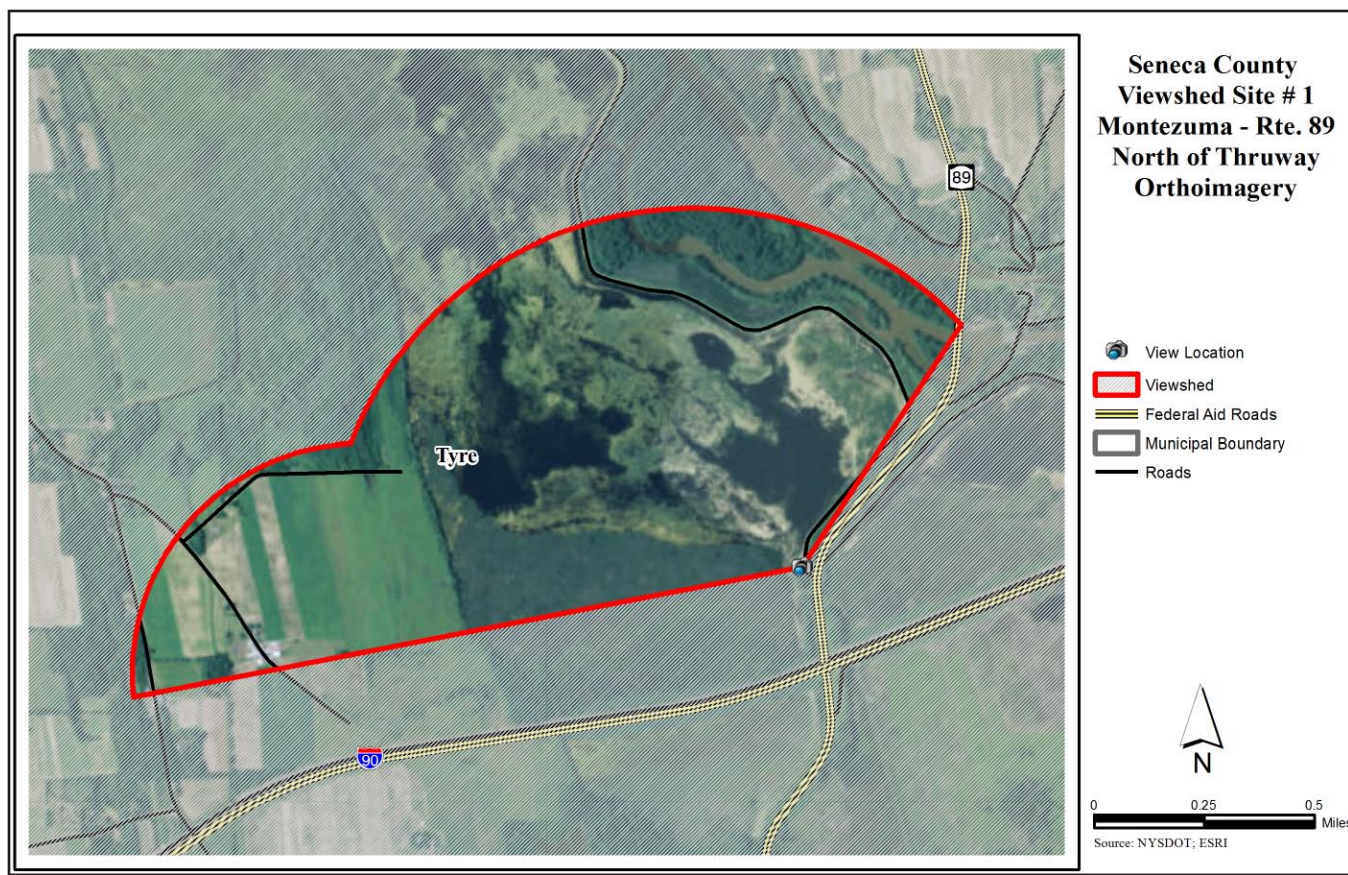 Seneca County
Viewshed Site # 1
Montezuma - Rte. 89
North of Thruway
Orthoimagery
89
Tyre
90
View Location
Viewshed
Federal Aid Roads
Municipal Boundary
Roads
N
0 0.25 0.5
Miles
Source: NYSDOT; ESRI